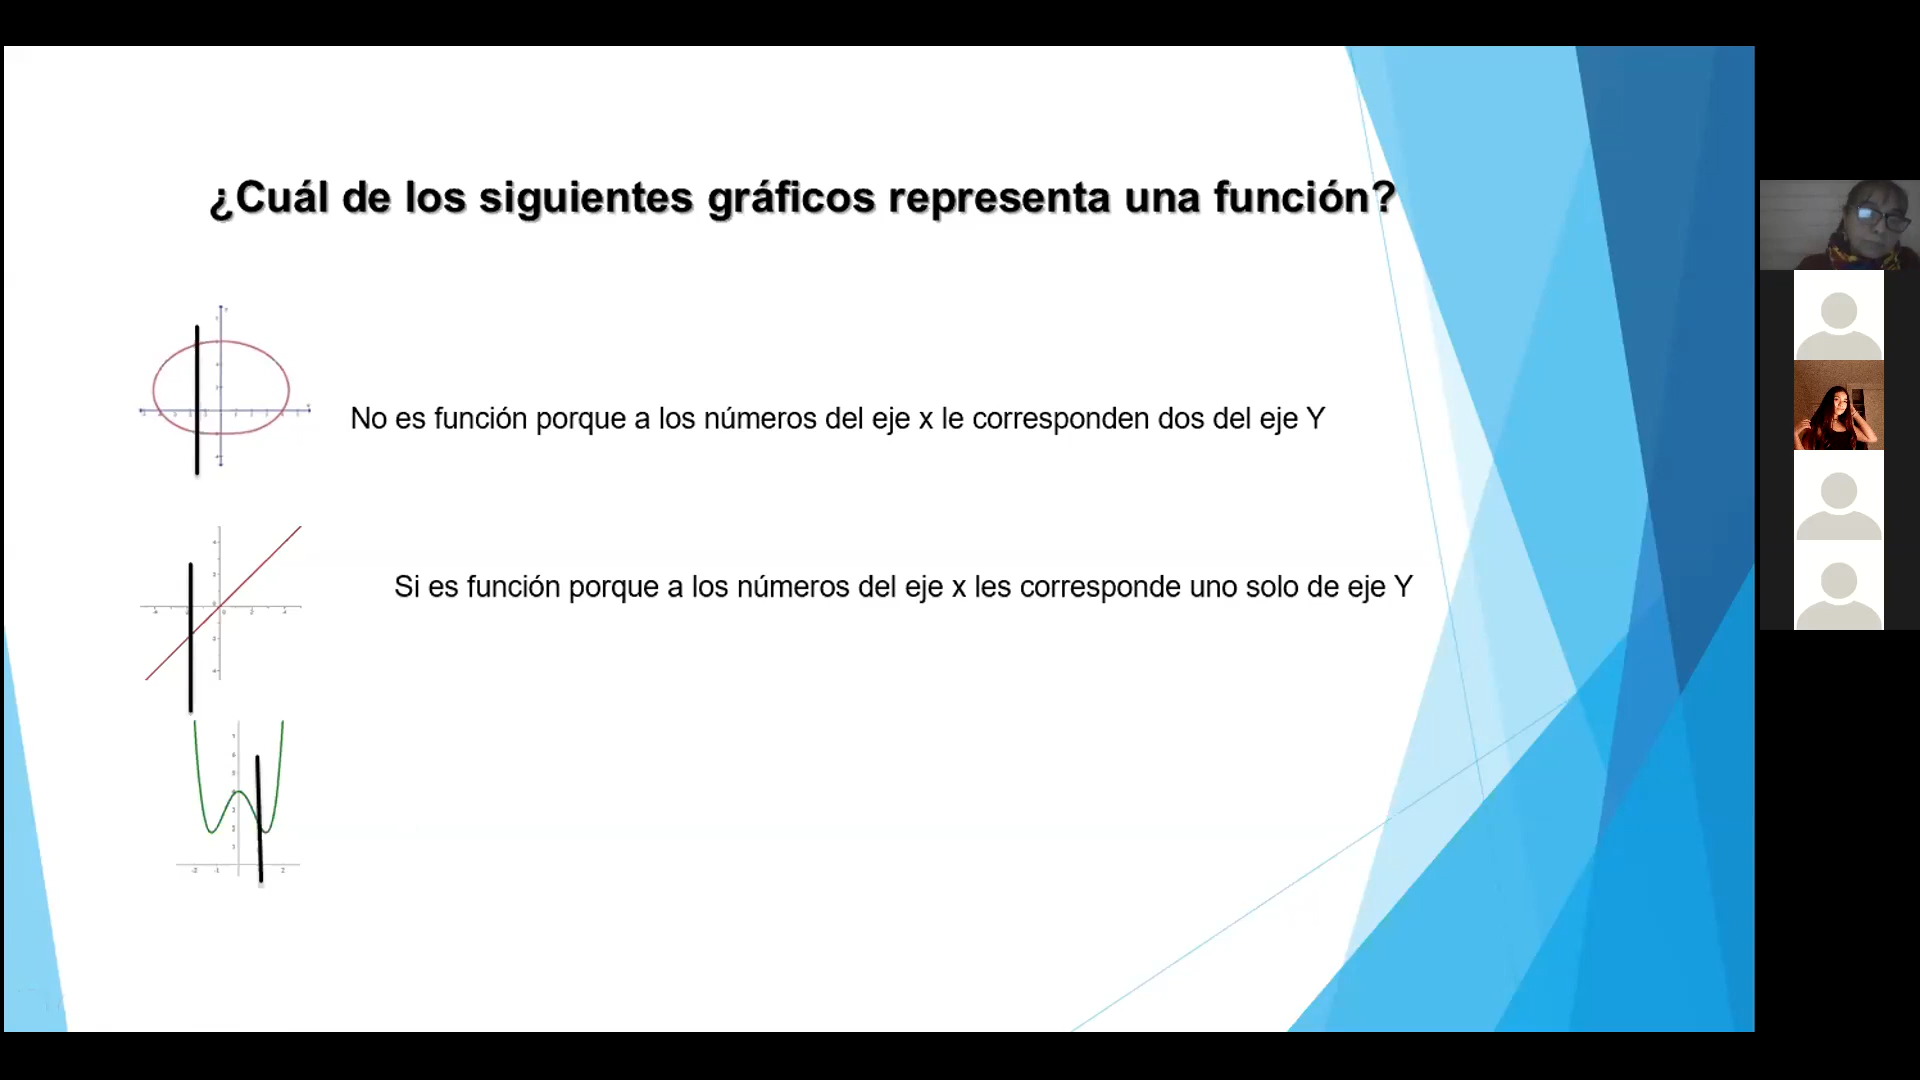 ¿Cuál de los siguientes gráficos representa una función?
No es función porque a los números del eje x le corresponden dos del eje Y
Si es función porque a los números del eje x les corresponde uno solo de eje Y